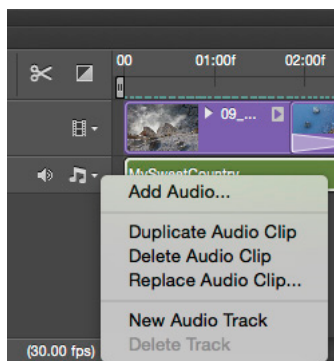 00 01:00f 02:00f
09_...
MySweetCountry
Add Audio...
Duplicate Audio Clip
Delete Audio Clip
Replace Audio Clip...
New Audio Track
Delete Track
(30.00 fps)